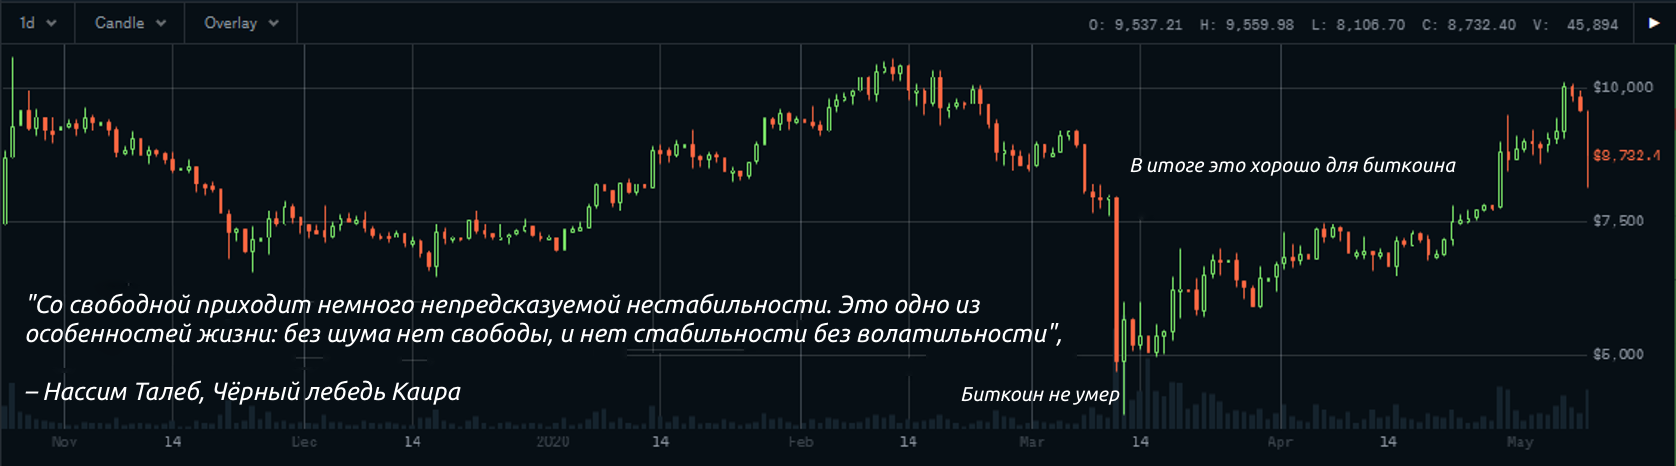 1d Candle Overlay O: 9,537.21 H: 9,559.98 L: 8,106.70 C: 8,732.40 V: 45,894
$10,000
В итоге это хорошо для биткоина
$8,732.4
$7,500
"Со свободной приходит немного непредсказуемой нестабильности. Это одно из
особенностей жизни: без шума нет свободы, и нет стабильности без волатильности",
$6,000
– Нассим Талеб, Чёрный лебедь Каира
Биткоин не умер
Nov 14 Dec 14 2020 14 Feb 14 Mar 14 Apr 14 May